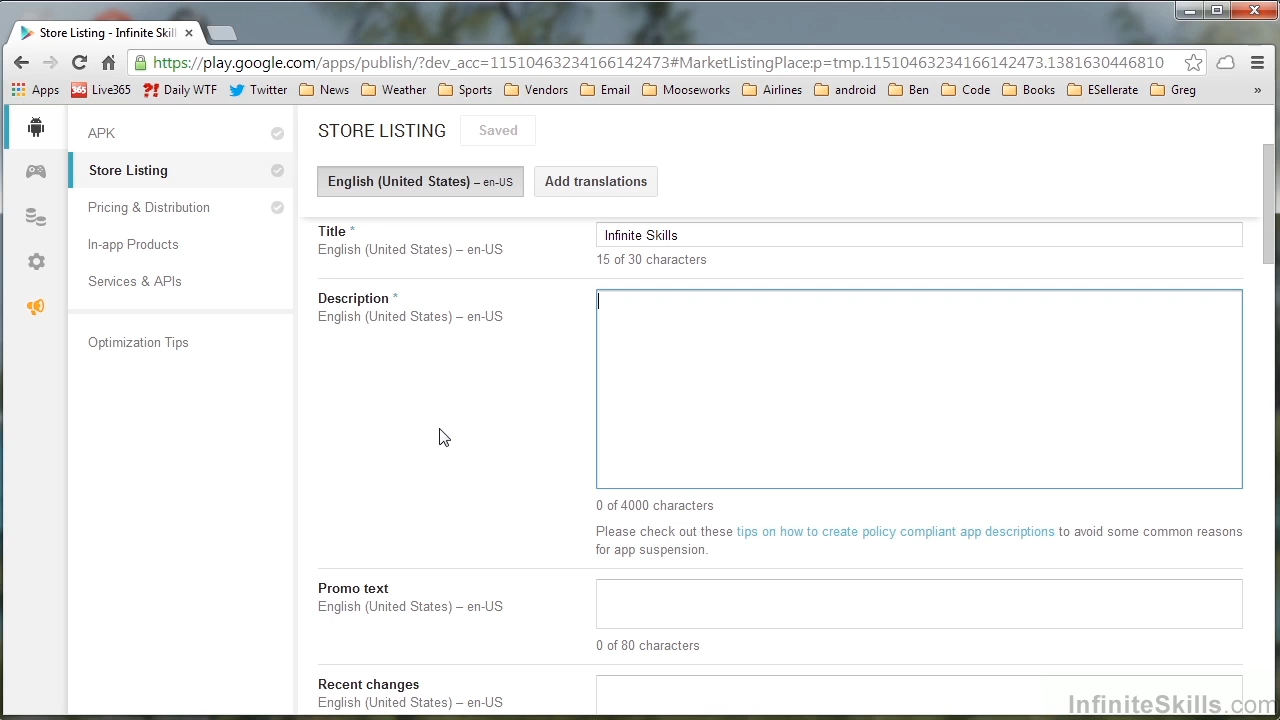 Store Listing - Infinite Skill
https://play.google.com/apps/publish/?dev_acc=11510463234166142473#MarketListingPlace:p=tmp.11510463234166142473.1381630446810
Apps 365 Live365 ?! Daily WTF Twitter News Weather Sports Vendors Email Mooseworks Airlines android Ben Code Books ESellerate Greg »
APK
Store Listing
Pricing & Distribution
In-app Products
Services & APIs
Optimization Tips
STORE LISTING Saved
English (United States) – en-US Add translations
Title * Infinite Skills
English (United States) – en-US
15 of 30 characters
Description *
English (United States) – en-US
0 of 4000 characters
Please check out these tips on how to create policy compliant app descriptions to avoid some common reasons
for app suspension.
Promo text
English (United States) – en-US
0 of 80 characters
Recent changes
English (United States) – en-US
InfiniteSkills.com